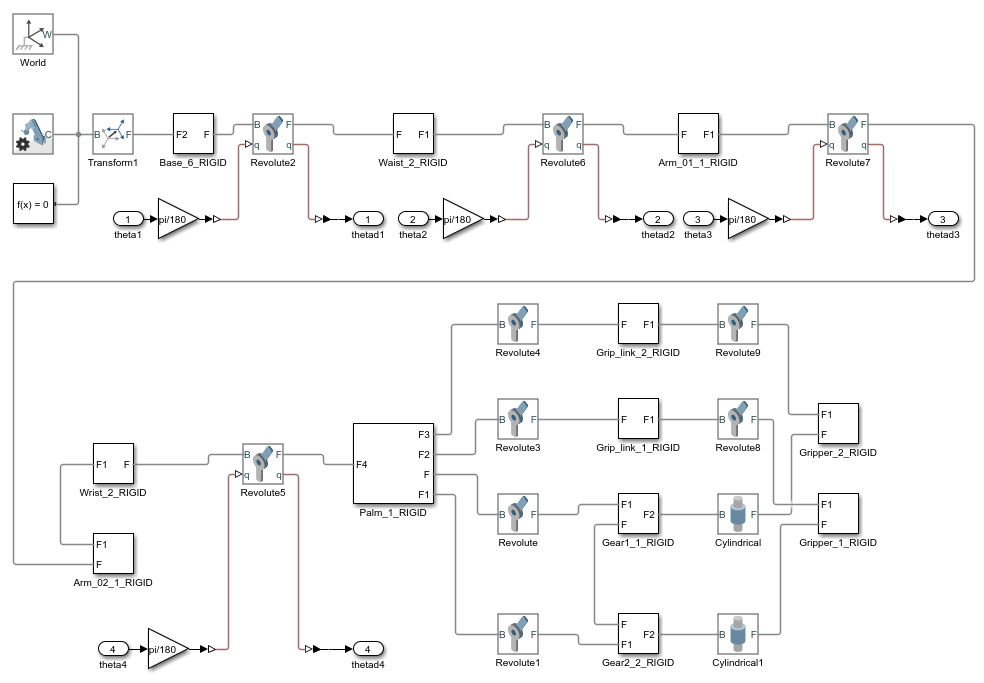 W
World
C
B F
Transform1
F2 F
Base_6_RIGID
B F
q q
Revolute2
F F1
Waist_2_RIGID
B F
q q
Revolute6
F F1
Arm_01_1_RIGID
B F
q q
Revolute7
f(x) = 0
1
theta1
pi/180
1
thetad1
2
theta2
pi/180
2
thetad2
3
theta3
pi/180
3
thetad3
B F
Revolute4
F F1
Grip_link_2_RIGID
B F
Revolute9
F1
F
Gripper_2_RIGID
B F
Revolute3
F F1
Grip_link_1_RIGID
B F
Revolute8
F1 F
Wrist_2_RIGID
B F
q q
Revolute5
F4
F3
F2
F
F1
Palm_1_RIGID
B F
Revolute
F1
F
F2
Gear1_1_RIGID
B F
Cylindrical
F1
F
Gripper_1_RIGID
F1
F
Arm_02_1_RIGID
B F
Revolute1
F
F1
F2
Gear2_2_RIGID
B F
Cylindrical1
4
theta4
pi/180
4
thetad4